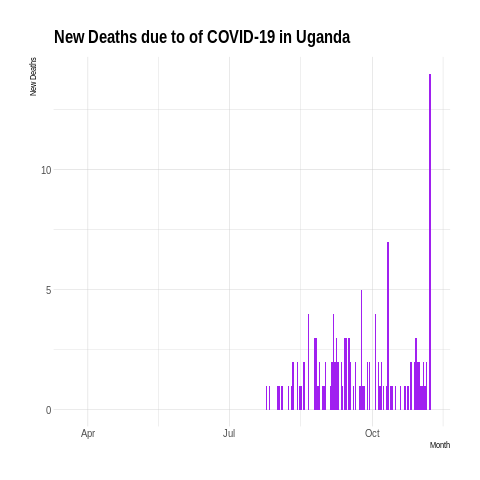 New Deaths due to of COVID-19 in Uganda
New Deaths
10
5
0
Apr Jul Oct
Month